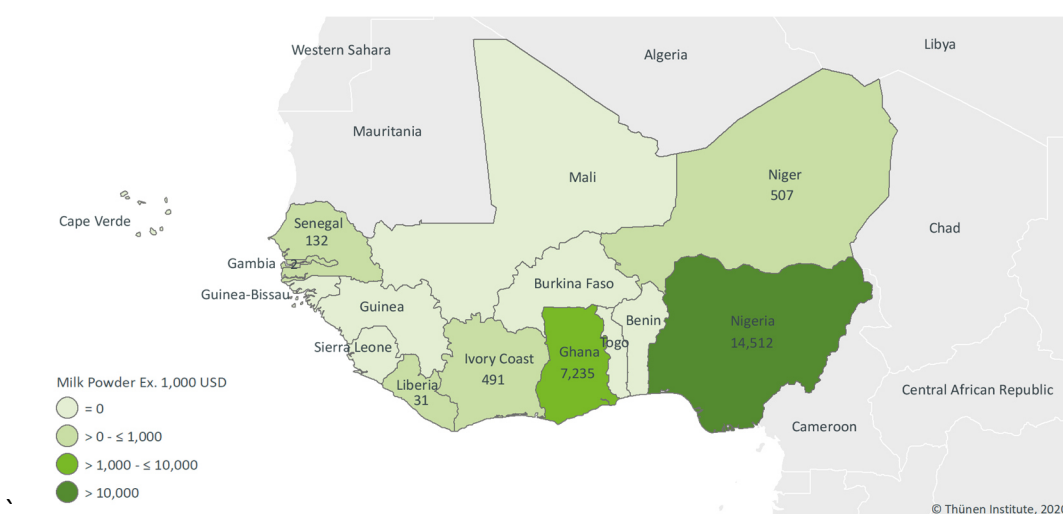 Western Sahara
Algeria
Libya
Mauritania
Mali
Niger
507
Cape Verde
Senegal
132
Chad
Gambia
2
Burkina Faso
Guinea-Bissau
Guinea
Benin
Nigeria
14,512
Togo
Sierra Leone
Ivory Coast
491
Ghana
7,235
Liberia
31
Central African Republic
Cameroon
Milk Powder Ex. 1,000 USD
= 0
> 0 - ≤ 1,000
> 1,000 - ≤ 10,000
> 10,000
© Thünen Institute,